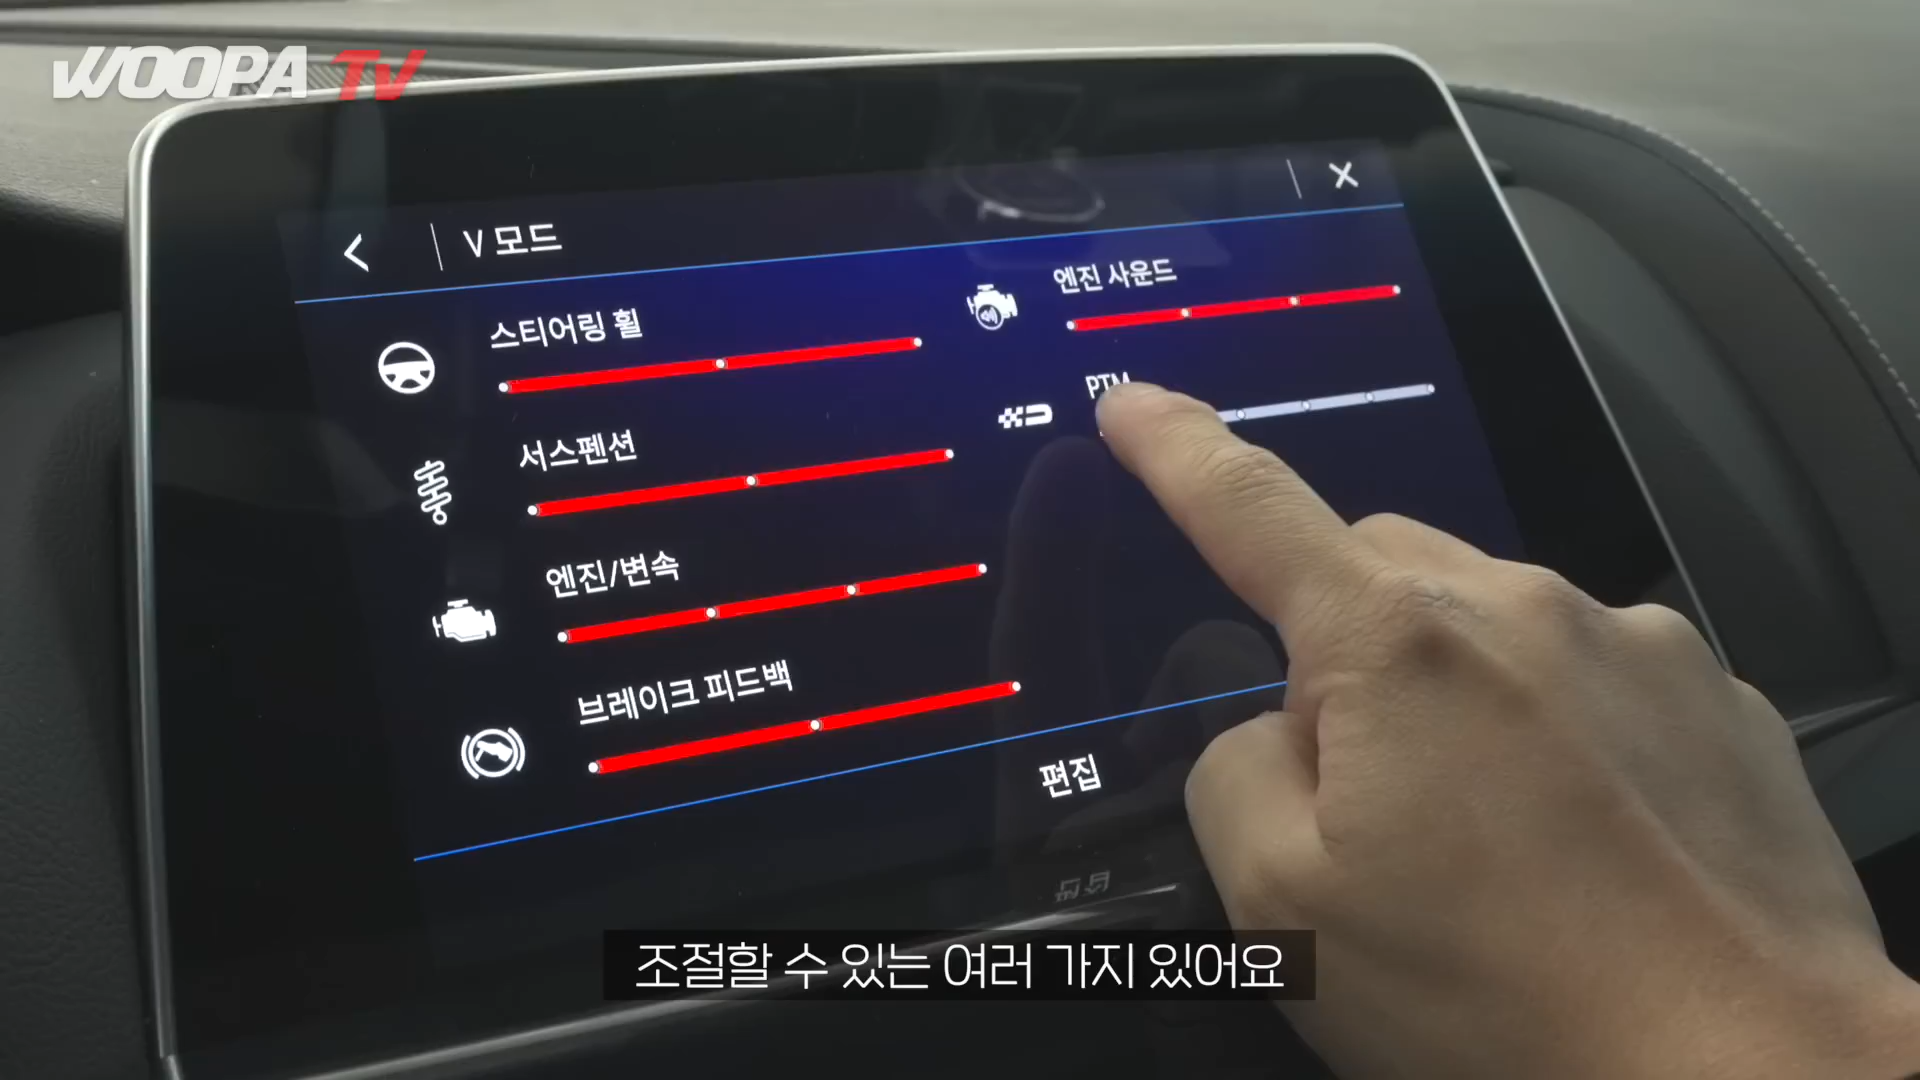 WOOPA TV
V 모드
스티어링 휠
서스펜션
엔진/변속
브레이크 피드백
엔진 사운드
PTM
편집
조절할 수 있는 여러 가지 있어요